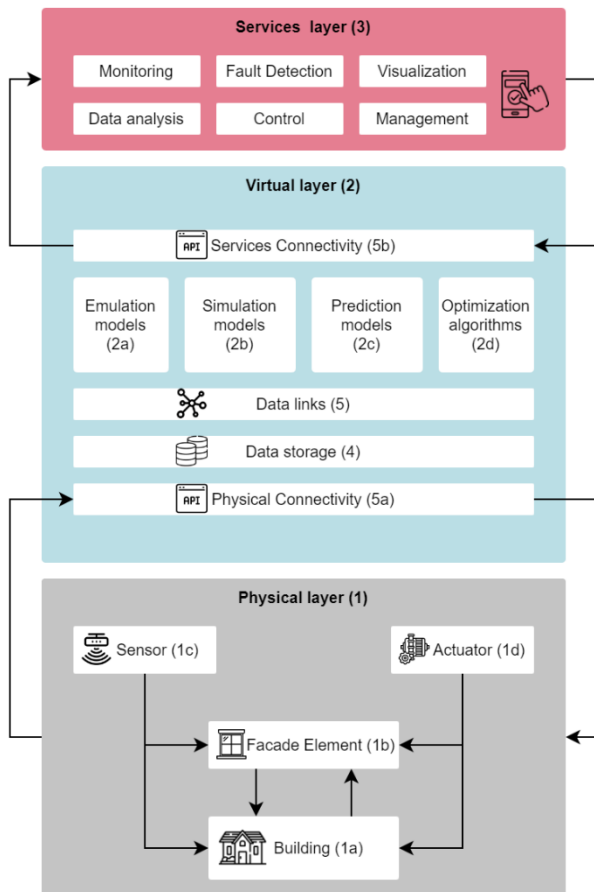 Services layer (3)
Monitoring
Fault Detection
Visualization
Data analysis
Control
Management
Virtual layer (2)
API
Services Connectivity (5b)
Emulation
models
(2a)
Simulation
models
(2b)
Prediction
models
(2c)
Optimization
algorithms
(2d)
Data links (5)
Data storage (4)
API
Physical Connectivity (5a)
Physical layer (1)
Sensor (1c)
Actuator (1d)
Facade Element (1b)
Building (1a)